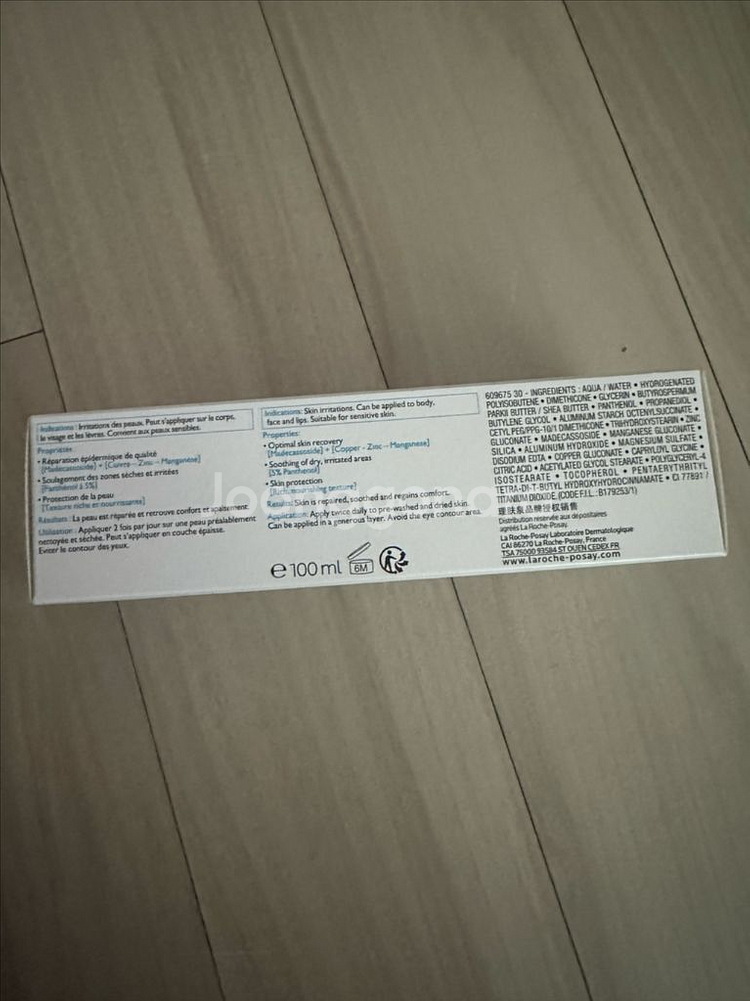 Indications : Irritations des peaux. Peut s'appliquer sur le corps,
le visage et les lèvres. Convient aux peaux sensibles.
Propriétés :
• Réparation épidermique de qualité
[Madécassoside] + [Cuivre – Zinc – Manganèse]
• Soulagement des zones sèches et irritées
[Panthénol à 5%]
• Protection de la peau
[Texture riche et nourrissante]
Résultats : La peau est réparée et retrouve confort et apaisement.
Utilisation : Appliquer 2 fois par jour sur une peau préalablement
nettoyée et séchée. Peut s'appliquer en couche épaisse.
Eviter le contour des yeux.
Indications: Skin irritations. Can be applied to body,
face and lips. Suitable for sensitive skin.
Properties:
• Optimal skin recovery
[Madecassoside] + [Copper – Zinc – Manganese]
• Soothing of dry, irritated areas
[5% Panthenol]
• Skin protection
[Rich nourishing texture]
Results: Skin is repaired, soothed and regains comfort.
Application: Apply twice daily to pre-washed and dried skin.
Can be applied in a generous layer. Avoid the eye contour area.
e 100 ml 6M
609675 30 - INGREDIENTS : AQUA / WATER • HYDROGENATED
POLYISOBUTENE • DIMETHICONE • GLYCERIN • BUTYROSPERMUM
PARKII BUTTER / SHEA BUTTER • PANTHENOL • PROPANEDIOL •
BUTYLENE GLYCOL • ALUMINUM STARCH OCTENYLSUCCINATE •
CETYL PEG/PPG-10/1 DIMETHICONE • TRIHYDROXYSTEARIN • ZINC
GLUCONATE • MADECASSOSIDE • MANGANESE GLUCONATE •
SILICA • ALUMINUM HYDROXIDE • MAGNESIUM SULFATE •
DISODIUM EDTA • COPPER GLUCONATE • CAPRYLOYL GLYCINE •
CITRIC ACID • ACETYLATED GLYCOL STEARATE • POLYGLYCERYL-4
ISOSTEARATE • TOCOPHEROL • PENTAERYTHRITYL
TETRA-DI-T-BUTYL HYDROXYHYDROCINNAMATE • CI 77891 /
TITANIUM DIOXIDE. (CODE F.I.L. : B179253/1)
理肤泉品牌授权销售
Distribution réservée aux dépositaires
agréés La Roche-Posay.
La Roche-Posay Laboratoire Dermatologique
CAI 86270 La Roche-Posay, France
TSA 75000 93584 ST OUEN CEDEX FR
www.laroche-posay.com